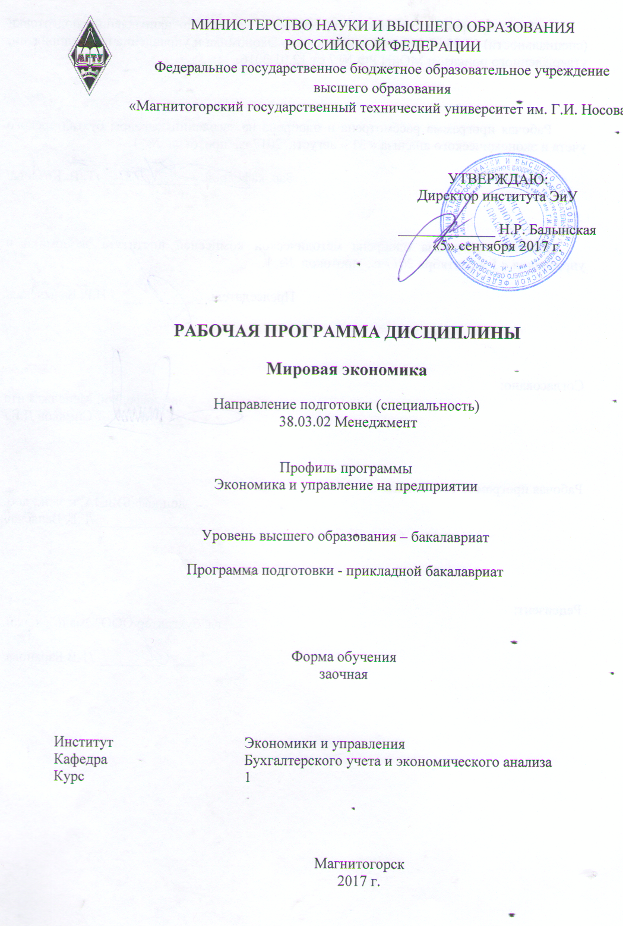 МИНИСТЕРСТВО НАУКИ И ВЫСШЕГО ОБРАЗОВАНИЯ
РОССИЙСКОЙ ФЕДЕРАЦИИ
Федеральное государственное бюджетное образовательное учреждение
высшего образования
«Магнитогорский государственный технический университет им. Г.И. Носова
УТВЕРЖДАЮ:
Директор института ЭиУ
Н.Р. Балынская
«5» сентября 2017 г.
РАБОЧАЯ ПРОГРАММА ДИСЦИПЛИНЫ
Мировая экономика
Направление подготовки (специальность)
38.03.02 Менеджмент
Профиль программы
Экономика и управление на предприятии
Уровень высшего образования – бакалавриат
Программа подготовки - прикладной бакалавриат
Форма обучения
заочная
Институт Экономики и управления
Кафедра Бухгалтерского учета и экономического анализа
Курс 1
Магнитогорск
2017 г.